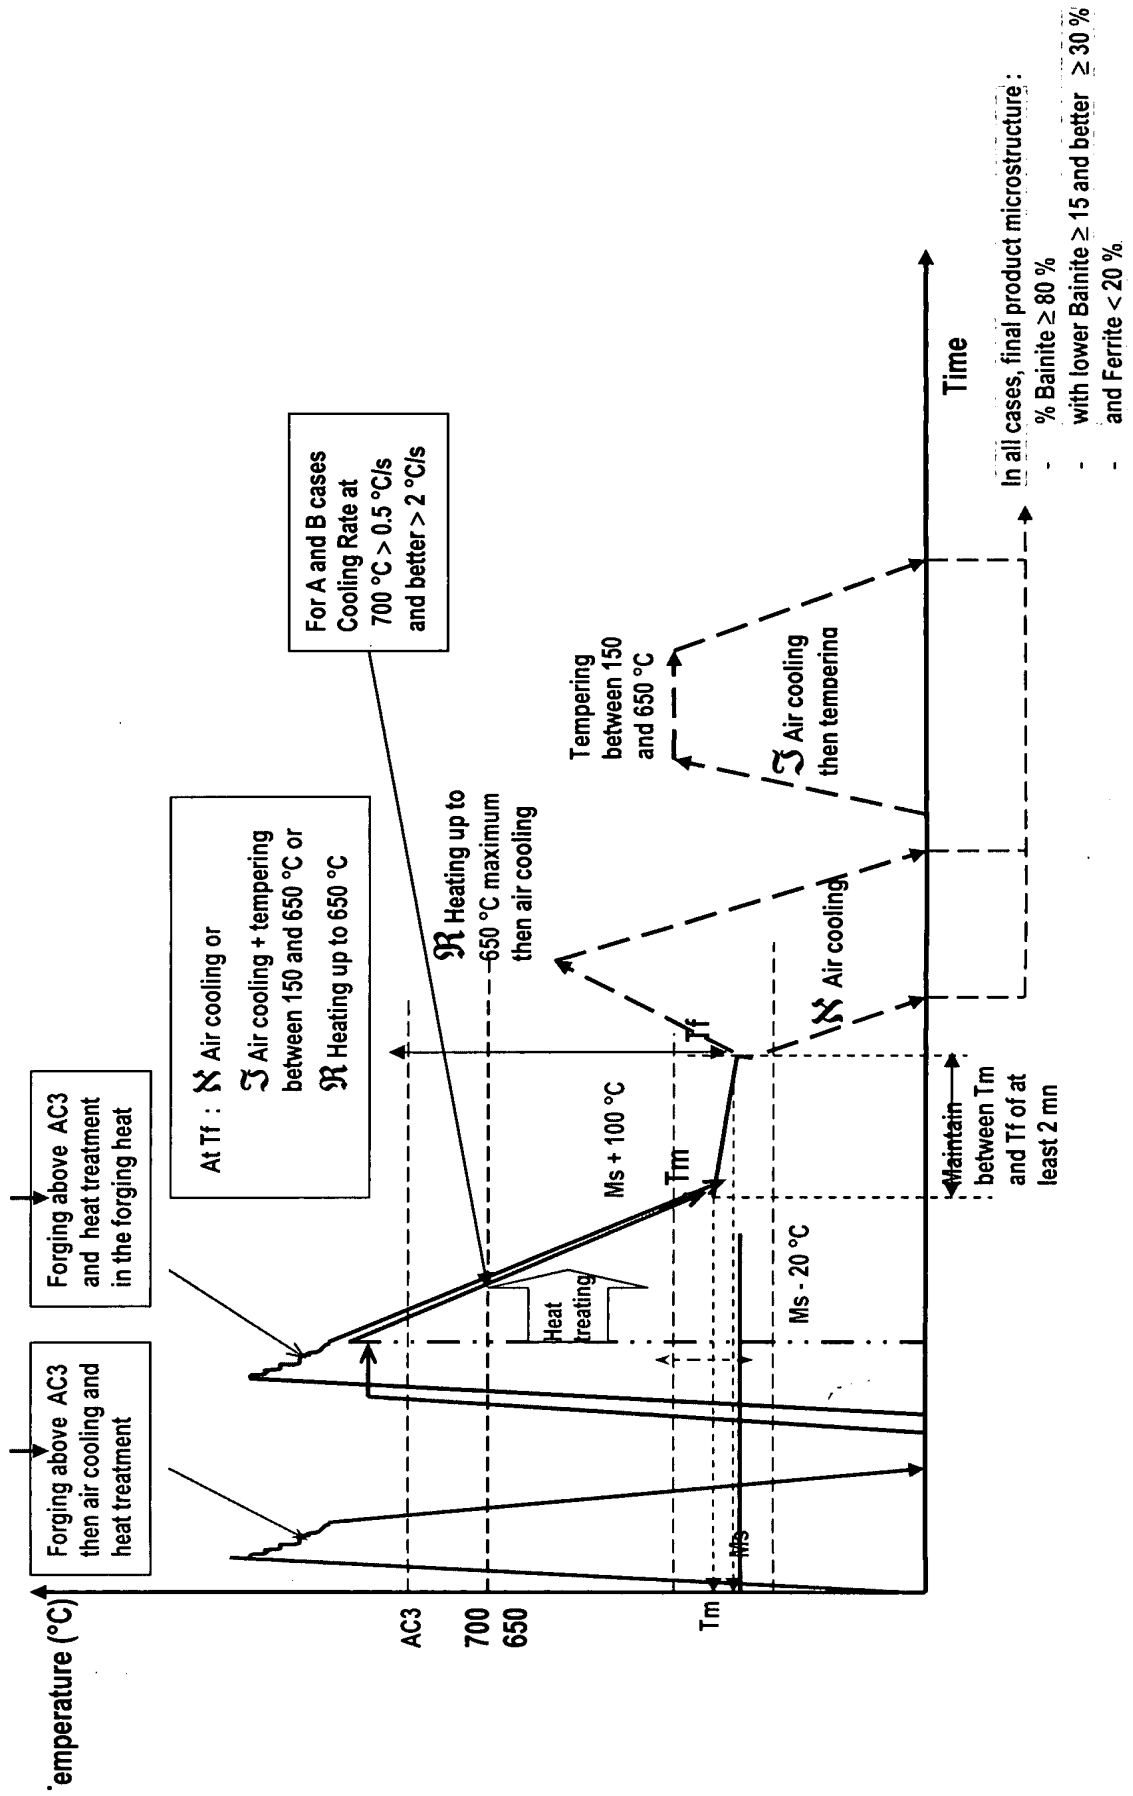 'emperature (°C)
Forging above AC3
then air cooling and
heat treatment
Forging above AC3
and heat treatment
in the forging heat
At Tf : ℵ Air cooling or
ℑ Air cooling + tempering
between 150 and 650 °C or
ℜ Heating up to 650 °C
For A and B cases
Cooling Rate at
700 °C > 0.5 °C/s
and better > 2 °C/s
AC3
700
650
Tm
Ms
Heat
treating
Ms + 100 °C
Tm
Ms - 20 °C
Tf
ℜ Heating up to
650 °C maximum
then air cooling
ℵ Air cooling
Tempering
between 150
and 650 °C
ℑ Air cooling
then tempering
Maintain
between Tm
and Tf of at
least 2 mn
Time
In all cases, final product microstructure :
- % Bainite ≥ 80 %
- with lower Bainite ≥ 15 and better ≥ 30 %
- and Ferrite < 20 %